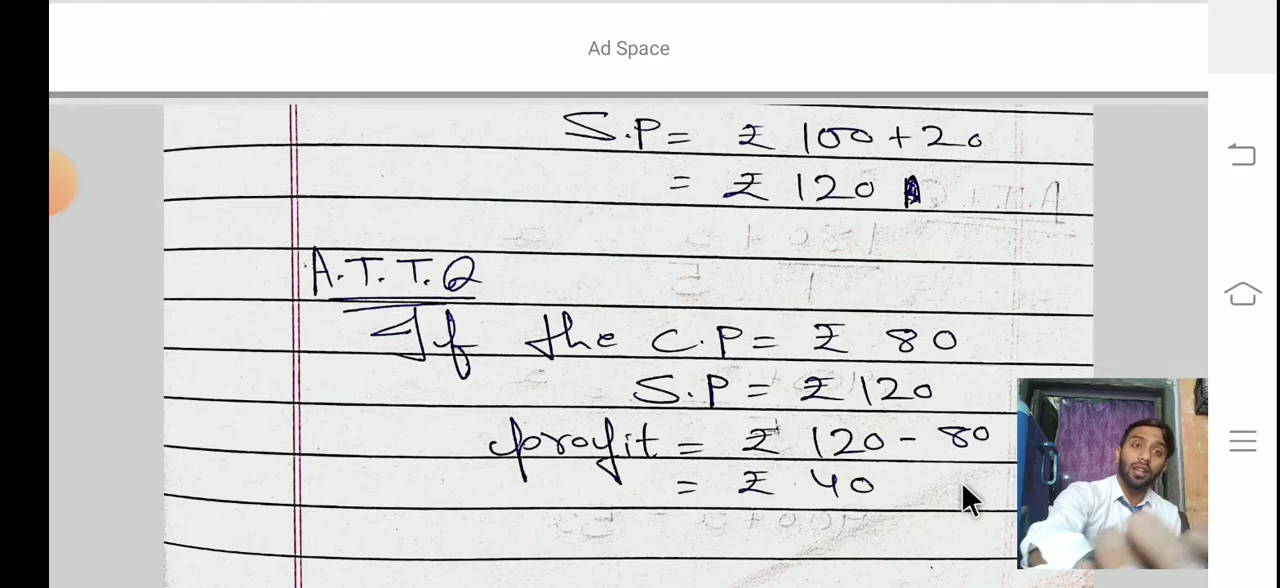 Ad Space
S.P = ₹ 100 + 20
= ₹ 120
A.T.T.Q
If the C.P = ₹ 80
S.P = ₹ 120
profit = ₹ 120 - 80
= ₹ 40